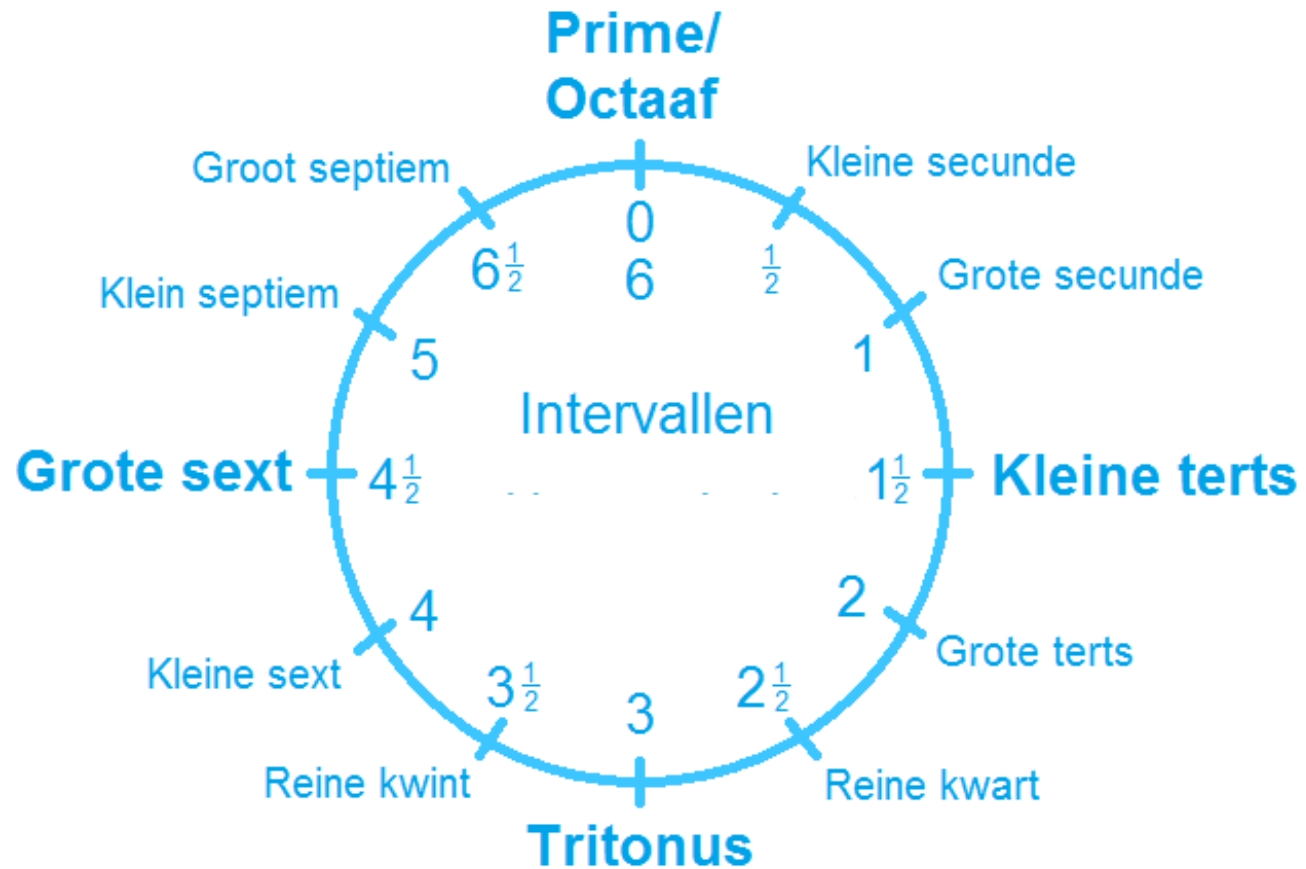 Prime/
Octaaf
Groot septiem
Kleine secunde
0
6
6½
½
Klein septiem
Grote secunde
5
1
Intervallen
Grote sext
4½
1½
Kleine terts
4
2
Kleine sext
Grote terts
3½
3
2½
Reine kwint
Reine kwart
Tritonus